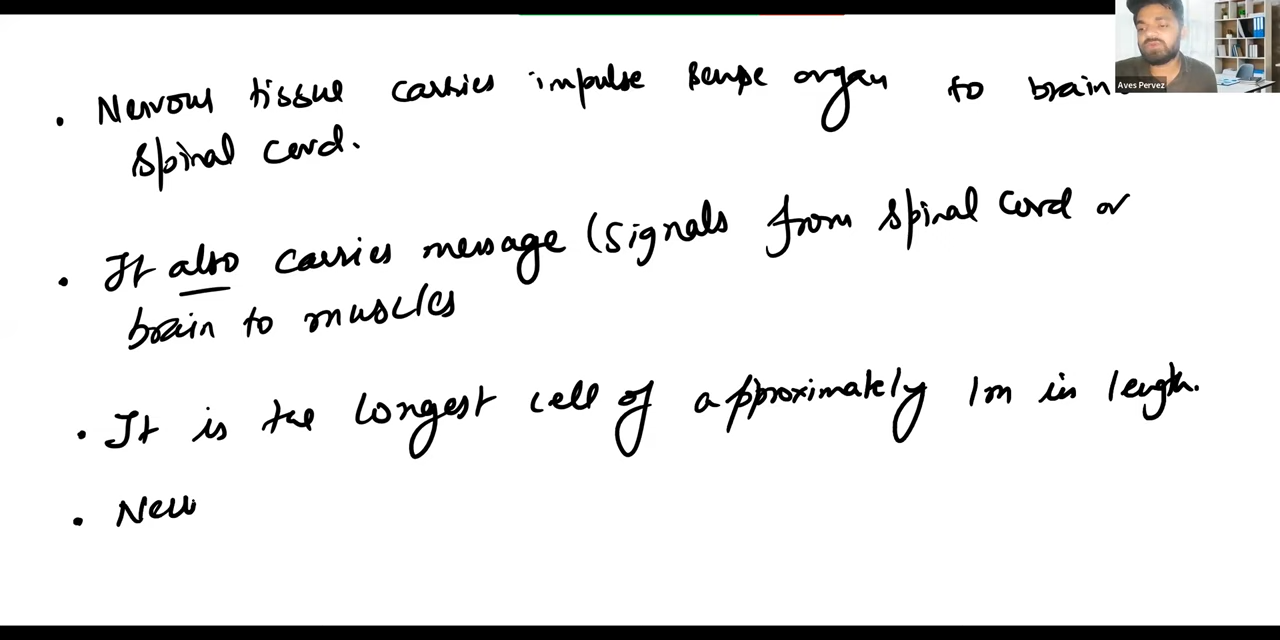 • Nervous tissue carries impulse sense organ to brain
spinal cord.
Aves Pervez
• It also carries message (signals from spinal cord or
brain to muscles
• It is the longest cell of approximately 1m in length.
• Neu